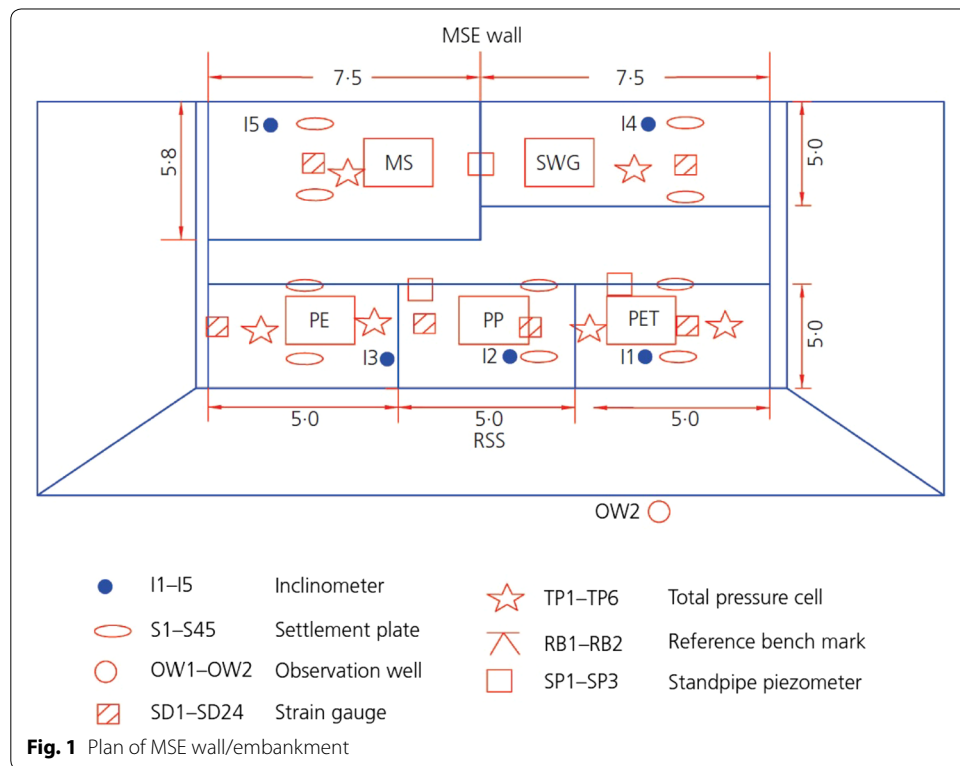 MSE wall
7·5 7·5
I5 I4
5·8 MS SWG 5·0
PE PP PET 5·0
I3 I2 I1
5·0 5·0 5·0
RSS
OW2
I1–I5 Inclinometer
S1–S45 Settlement plate
OW1–OW2 Observation well
SD1–SD24 Strain gauge
TP1–TP6 Total pressure cell
RB1–RB2 Reference bench mark
SP1–SP3 Standpipe piezometer
Fig. 1 Plan of MSE wall/embankment